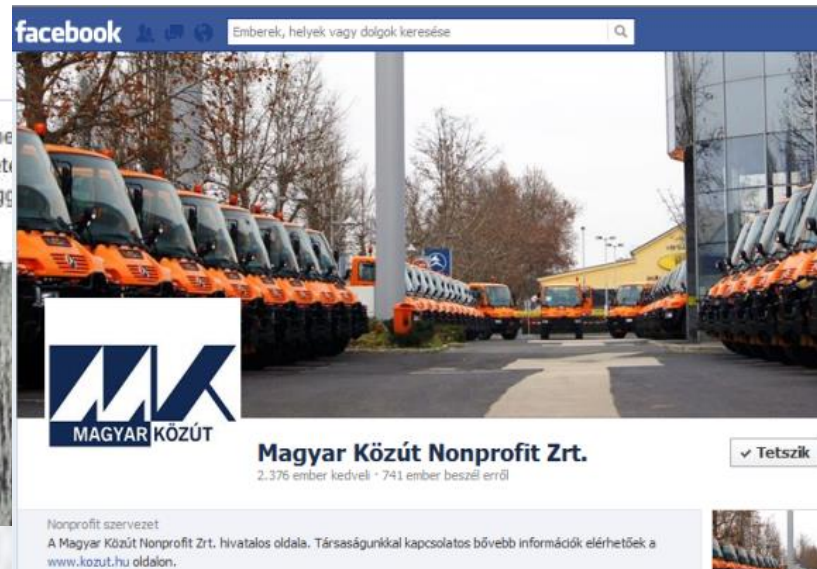 facebook
Emberek, helyek vagy dolgok keresése
MAGYAR KÖZÚT
Magyar Közút Nonprofit Zrt.
✓ Tetszik
2.376 ember kedveli · 741 ember beszél erről
Nonprofit szervezet
A Magyar Közút Nonprofit Zrt. hivatalos oldala. Társaságunkkal kapcsolatos bővebb információk elérhetőek a
www.kozut.hu oldalon.